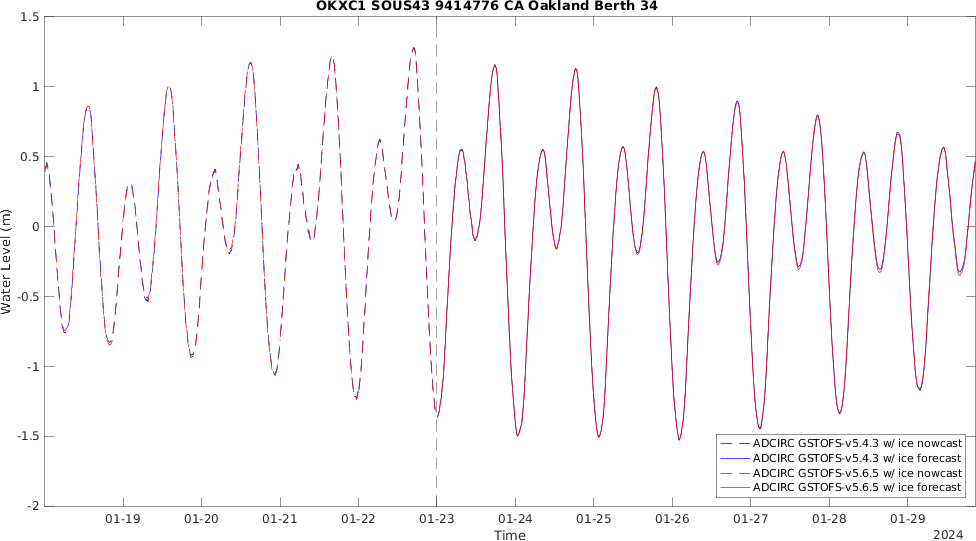 OKXC1 SOUS43 9414776 CA Oakland Berth 34
1.5
1
0.5
0
-0.5
-1
-1.5
-2
Water Level (m)
01-19 01-20 01-21 01-22 01-23 01-24 01-25 01-26 01-27 01-28 01-29
Time
2024
ADCIRC GSTOFS-v5.4.3 w/ ice nowcast
ADCIRC GSTOFS-v5.4.3 w/ ice forecast
ADCIRC GSTOFS-v5.6.5 w/ ice nowcast
ADCIRC GSTOFS-v5.6.5 w/ ice forecast